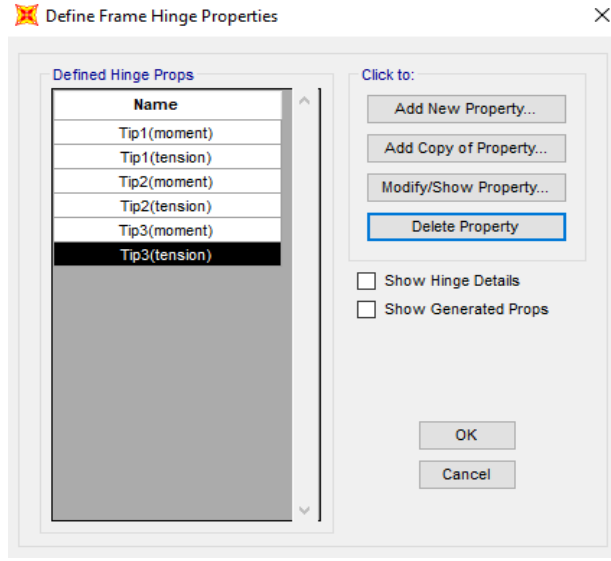 Define Frame Hinge Properties
Defined Hinge Props
Name
Tip1(moment)
Tip1(tension)
Tip2(moment)
Tip2(tension)
Tip3(moment)
Tip3(tension)
Click to:
Add New Property...
Add Copy of Property...
Modify/Show Property...
Delete Property
Show Hinge Details
Show Generated Props
OK
Cancel